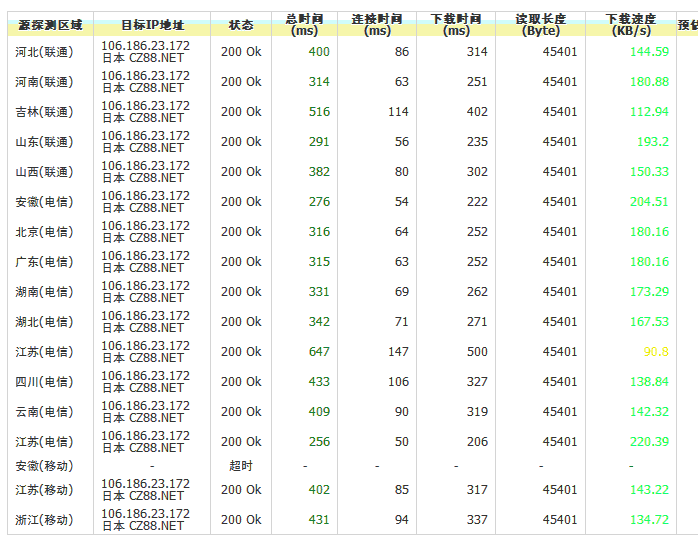 源探测区域 目标IP地址 状态 总时间(ms) 连接时间(ms) 下载时间(ms) 读取长度(Byte) 下载速度(KB/s) 预估
河北(联通) 106.186.23.172 日本 CZ88.NET 200 Ok 400 86 314 45401 144.59
河南(联通) 106.186.23.172 日本 CZ88.NET 200 Ok 314 63 251 45401 180.88
吉林(联通) 106.186.23.172 日本 CZ88.NET 200 Ok 516 114 402 45401 112.94
山东(联通) 106.186.23.172 日本 CZ88.NET 200 Ok 291 56 235 45401 193.2
山西(联通) 106.186.23.172 日本 CZ88.NET 200 Ok 382 80 302 45401 150.33
安徽(电信) 106.186.23.172 日本 CZ88.NET 200 Ok 276 54 222 45401 204.51
北京(电信) 106.186.23.172 日本 CZ88.NET 200 Ok 316 64 252 45401 180.16
广东(电信) 106.186.23.172 日本 CZ88.NET 200 Ok 315 63 252 45401 180.16
湖南(电信) 106.186.23.172 日本 CZ88.NET 200 Ok 331 69 262 45401 173.29
湖北(电信) 106.186.23.172 日本 CZ88.NET 200 Ok 342 71 271 45401 167.53
江苏(电信) 106.186.23.172 日本 CZ88.NET 200 Ok 647 147 500 45401 90.8
四川(电信) 106.186.23.172 日本 CZ88.NET 200 Ok 433 106 327 45401 138.84
云南(电信) 106.186.23.172 日本 CZ88.NET 200 Ok 409 90 319 45401 142.32
江苏(电信) 106.186.23.172 日本 CZ88.NET 200 Ok 256 50 206 45401 220.39
安徽(移动) - 超时 - - - - -
江苏(移动) 106.186.23.172 日本 CZ88.NET 200 Ok 402 85 317 45401 143.22
浙江(移动) 106.186.23.172 日本 CZ88.NET 200 Ok 431 94 337 45401 134.72